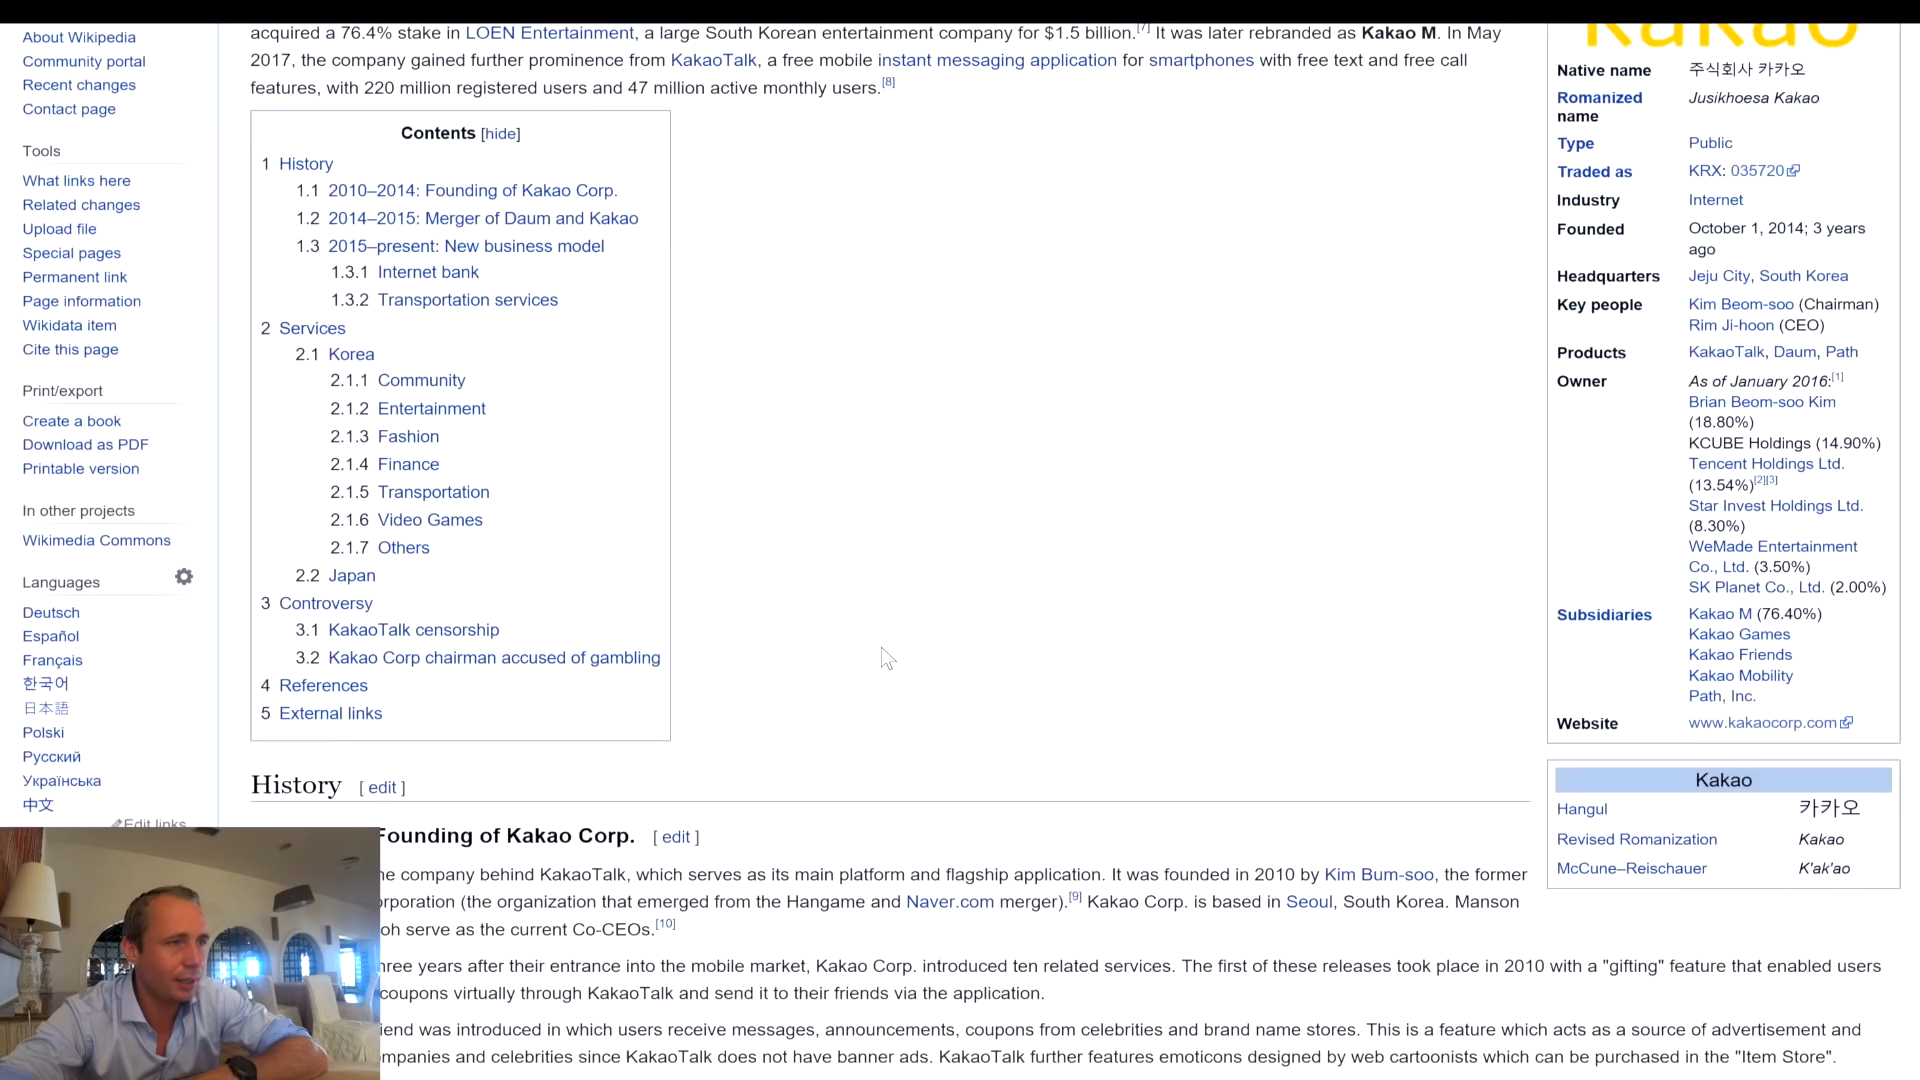 About Wikipedia
Community portal
Recent changes
Contact page
Tools
What links here
Related changes
Upload file
Special pages
Permanent link
Page information
Wikidata item
Cite this page
Print/export
Create a book
Download as PDF
Printable version
In other projects
Wikimedia Commons
Languages
Deutsch
Español
Français
한국어
日本語
Polski
Русский
Українська
中文
Edit links
acquired a 76.4% stake in LOEN Entertainment, a large South Korean entertainment company for $1.5 billion.[7] It was later rebranded as Kakao M. In May
2017, the company gained further prominence from KakaoTalk, a free mobile instant messaging application for smartphones with free text and free call
features, with 220 million registered users and 47 million active monthly users.[8]
Contents [hide]
1 History
1.1 2010–2014: Founding of Kakao Corp.
1.2 2014–2015: Merger of Daum and Kakao
1.3 2015–present: New business model
1.3.1 Internet bank
1.3.2 Transportation services
2 Services
2.1 Korea
2.1.1 Community
2.1.2 Entertainment
2.1.3 Fashion
2.1.4 Finance
2.1.5 Transportation
2.1.6 Video Games
2.1.7 Others
2.2 Japan
3 Controversy
3.1 KakaoTalk censorship
3.2 Kakao Corp chairman accused of gambling
4 References
5 External links
History [ edit ]
Founding of Kakao Corp. [ edit ]
he company behind KakaoTalk, which serves as its main platform and flagship application. It was founded in 2010 by Kim Bum-soo, the former
orporation (the organization that emerged from the Hangame and Naver.com merger).[9] Kakao Corp. is based in Seoul, South Korea. Manson
oh serve as the current Co-CEOs.[10]
hree years after their entrance into the mobile market, Kakao Corp. introduced ten related services. The first of these releases took place in 2010 with a "gifting" feature that enabled users
coupons virtually through KakaoTalk and send it to their friends via the application.
iend was introduced in which users receive messages, announcements, coupons from celebrities and brand name stores. This is a feature which acts as a source of advertisement and
mpanies and celebrities since KakaoTalk does not have banner ads. KakaoTalk further features emoticons designed by web cartoonists which can be purchased in the "Item Store".
Kakao
Native name 주식회사 카카오
Romanized Jusikhoesa Kakao
name
Type Public
Traded as KRX: 035720
Industry Internet
Founded October 1, 2014; 3 years
ago
Headquarters Jeju City, South Korea
Key people Kim Beom-soo (Chairman)
Rim Ji-hoon (CEO)
Products KakaoTalk, Daum, Path
Owner As of January 2016:[1]
Brian Beom-soo Kim
(18.80%)
KCUBE Holdings (14.90%)
Tencent Holdings Ltd.
(13.54%)[2][3]
Star Invest Holdings Ltd.
(8.30%)
WeMade Entertainment
Co., Ltd. (3.50%)
SK Planet Co., Ltd. (2.00%)
Subsidiaries Kakao M (76.40%)
Kakao Games
Kakao Friends
Kakao Mobility
Path, Inc.
Website www.kakaocorp.com
Kakao
Hangul 카카오
Revised Romanization Kakao
McCune–Reischauer K'ak'ao